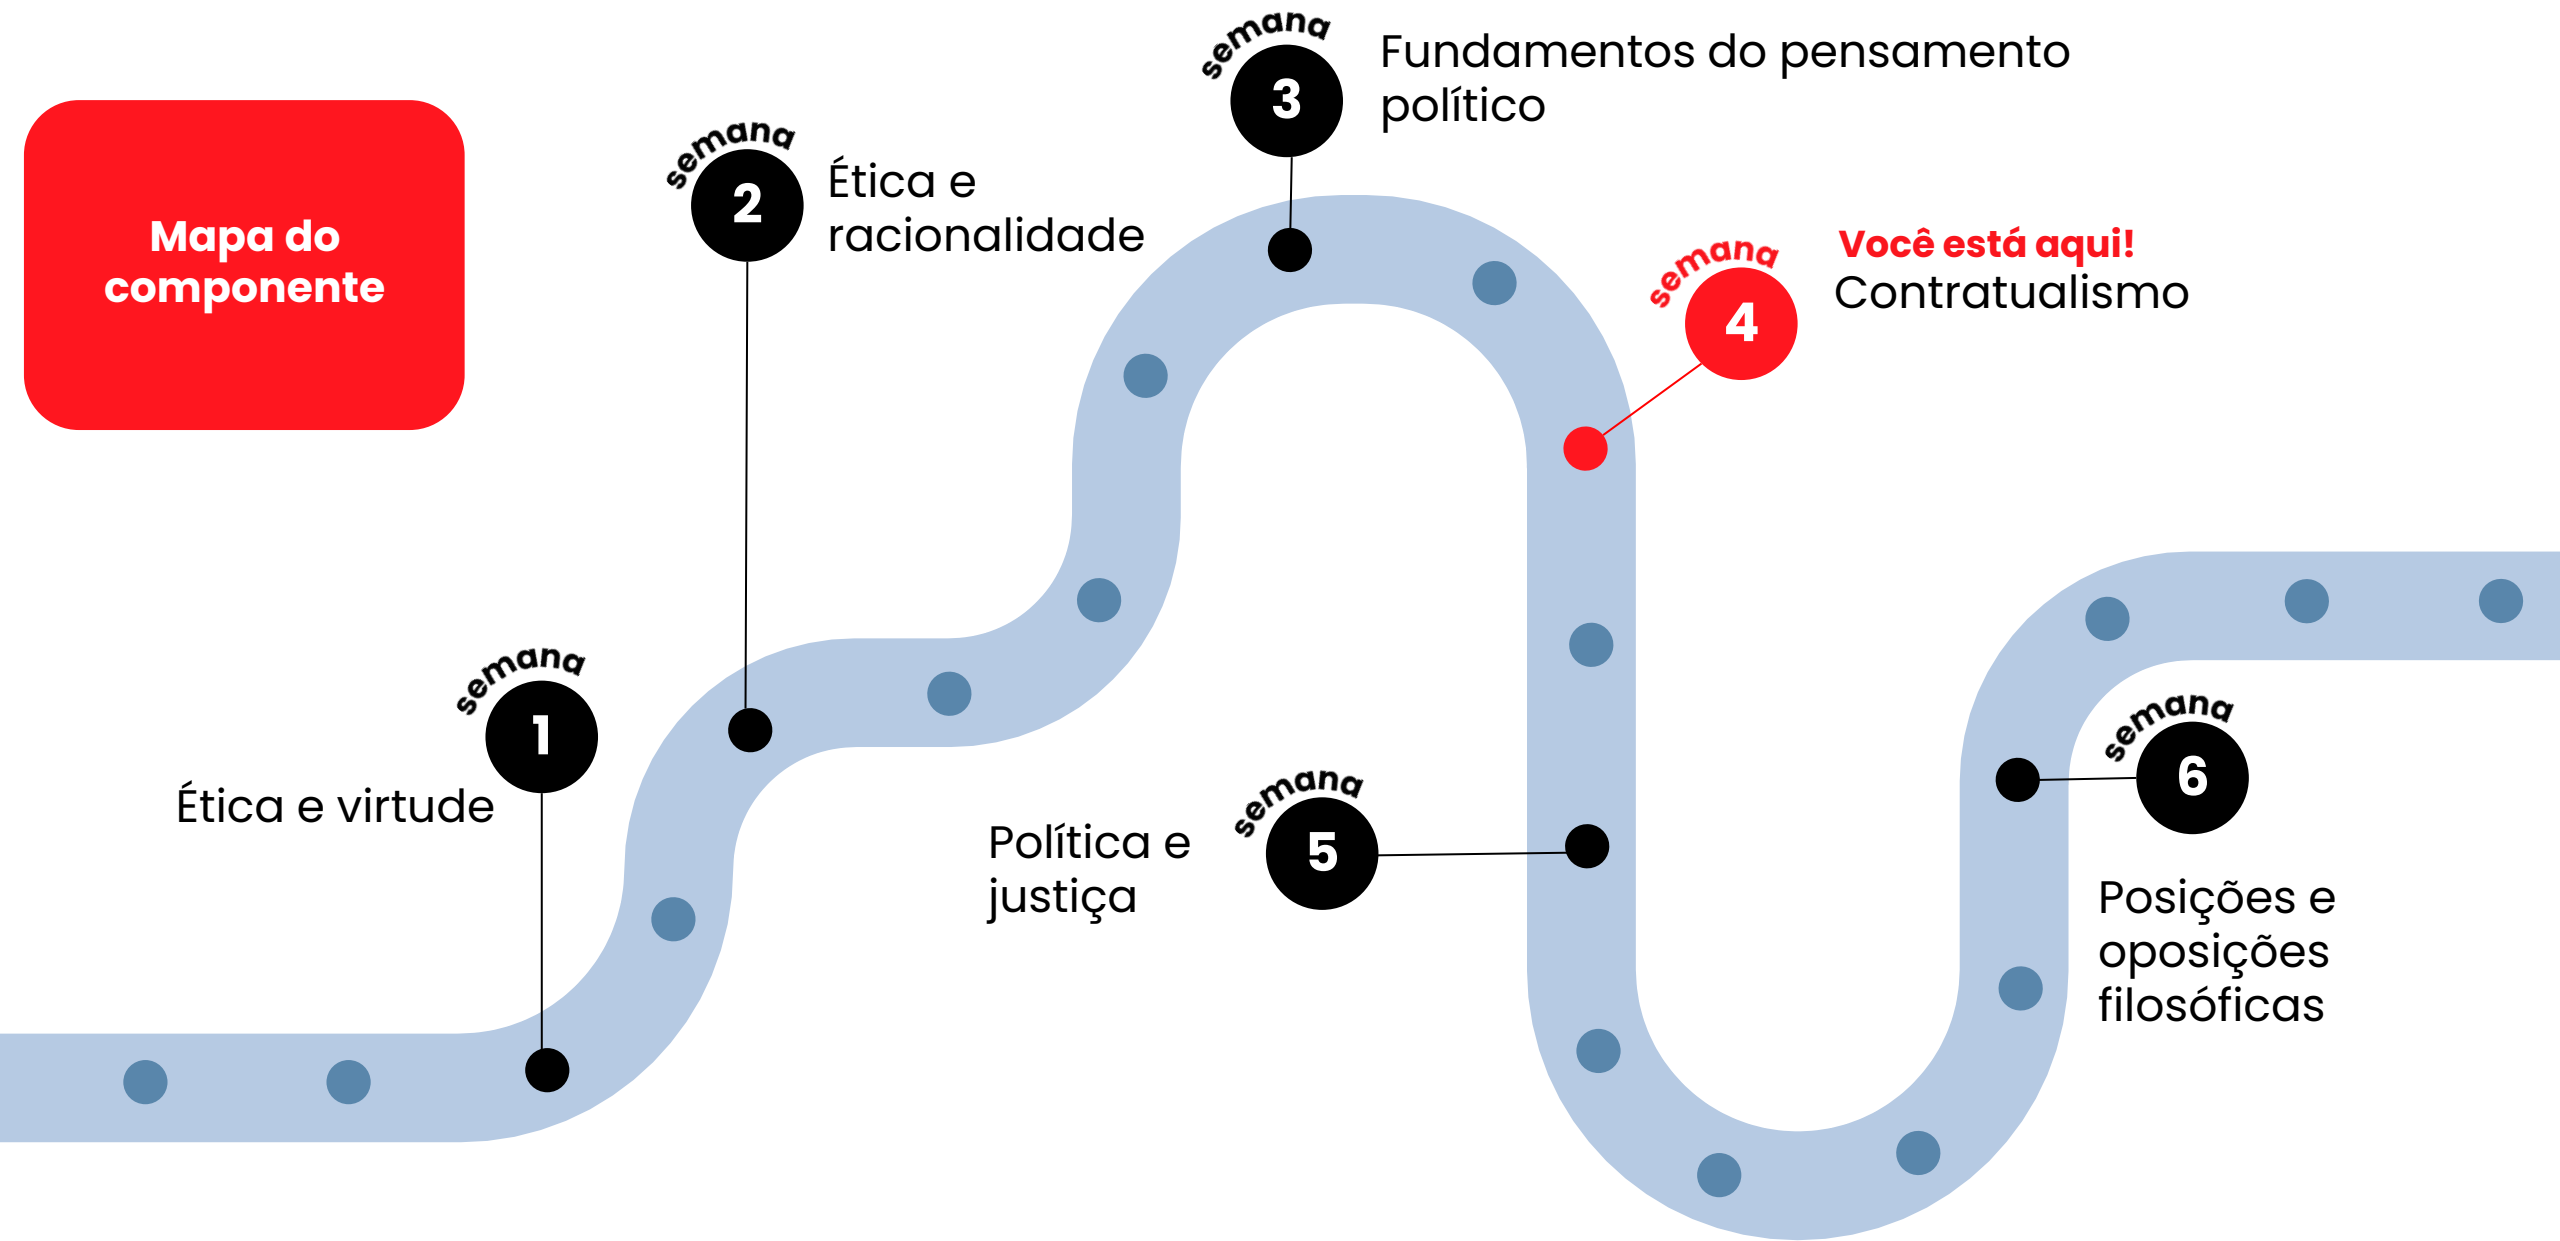 Mapa do
componente
semana
1
Ética e virtude
semana
2
Ética e
racionalidade
semana
3
Fundamentos do pensamento
político
semana
4
Você está aqui!
Contratualismo
semana
5
Política e
justiça
semana
6
Posições e
oposições
filosóficas